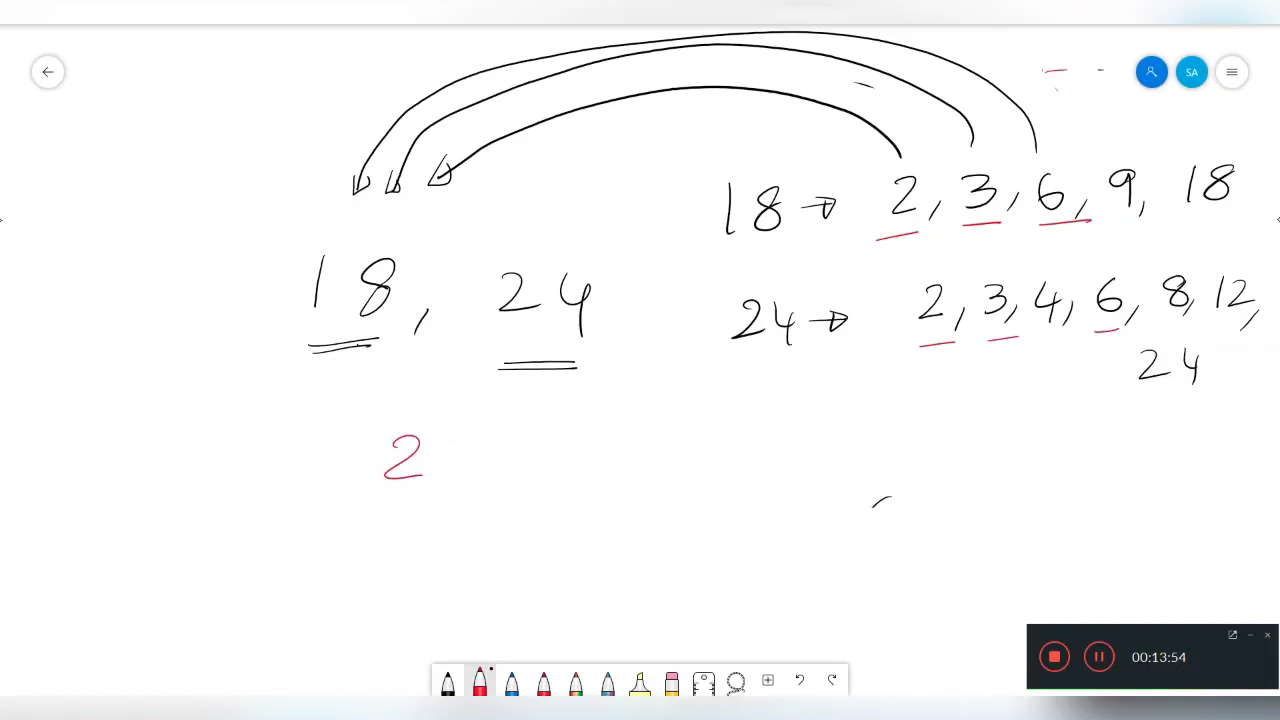 SA
18 → 2, 3, 6, 9, 18
18, 24
24 → 2, 3, 4, 6, 8, 12,
24
2
00:13:54